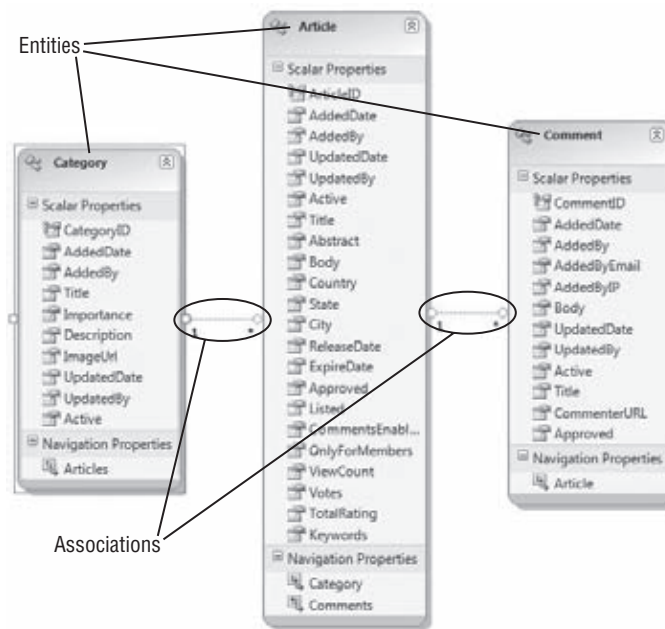 Entities
Article
Scalar Properties
ArticleID
AddedDate
AddedBy
UpdatedDate
UpdatedBy
Active
Title
Abstract
Body
Country
State
City
ReleaseDate
ExpireDate
Approved
Listed
CommentsEnabl...
OnlyForMembers
ViewCount
Votes
TotalRating
Keywords
Navigation Properties
Category
Comments
Category
Scalar Properties
CategoryID
AddedDate
AddedBy
Title
Importance
Description
ImageUrl
UpdatedDate
UpdatedBy
Active
Navigation Properties
Articles
1 *
1 *
Comment
Scalar Properties
CommentID
AddedDate
AddedBy
AddedByEmail
AddedByIP
Body
UpdatedDate
UpdatedBy
Active
Title
CommenterURL
Approved
Navigation Properties
Article
Associations